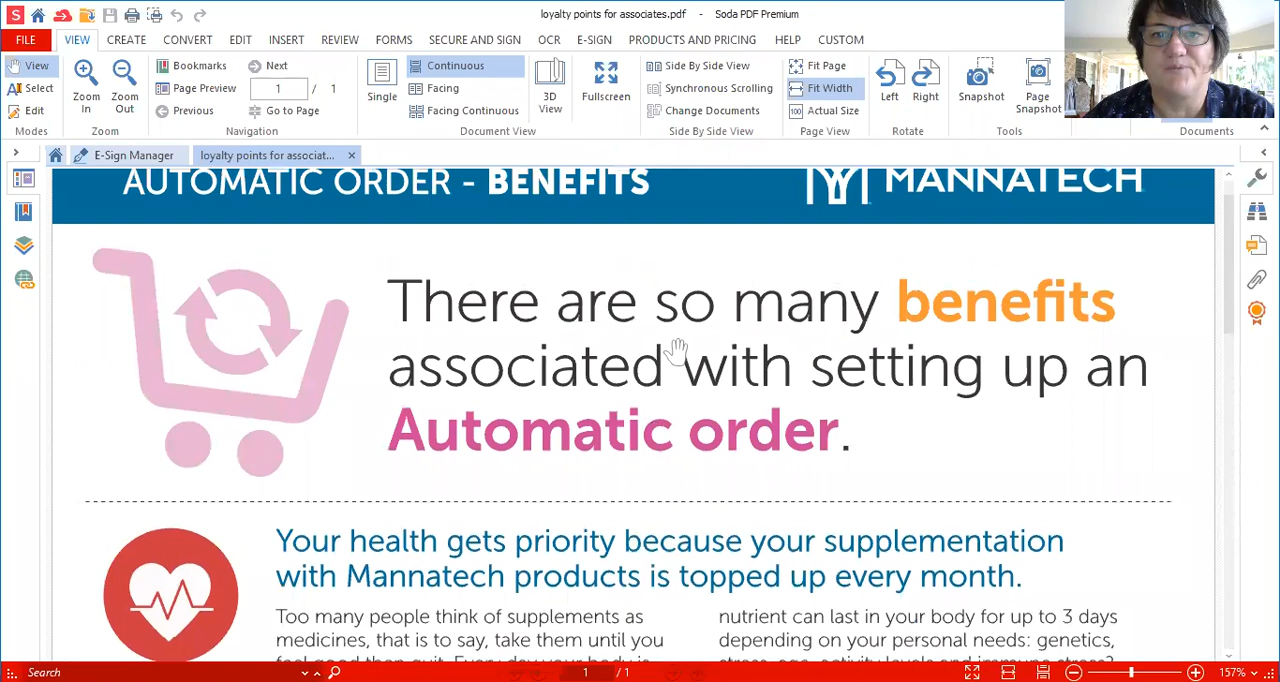 loyalty points for associates.pdf - Soda PDF Premium
FILE VIEW CREATE CONVERT EDIT INSERT REVIEW FORMS SECURE AND SIGN OCR E-SIGN PRODUCTS AND PRICING HELP CUSTOM
View Zoom In Zoom Out Bookmarks Next Single Continuous 3D View Fullscreen Side By Side View Fit Page Left Right Snapshot Page Snapshot
Select Page Preview 1 / 1 Facing Synchronous Scrolling Fit Width
Edit Previous Go to Page Facing Continuous Change Documents 100 Actual Size
Modes Zoom Navigation Document View Side By Side View Page View Rotate Tools Documents
E-Sign Manager loyalty points for associat... ×
AUTOMATIC ORDER - BENEFITS MANNATECH
There are so many benefits
associated with setting up an
Automatic order.
Your health gets priority because your supplementation
with Mannatech products is topped up every month.
Too many people think of supplements as
medicines, that is to say, take them until you
nutrient can last in your body for up to 3 days
depending on your personal needs: genetics,
Search 1 / 1 157%